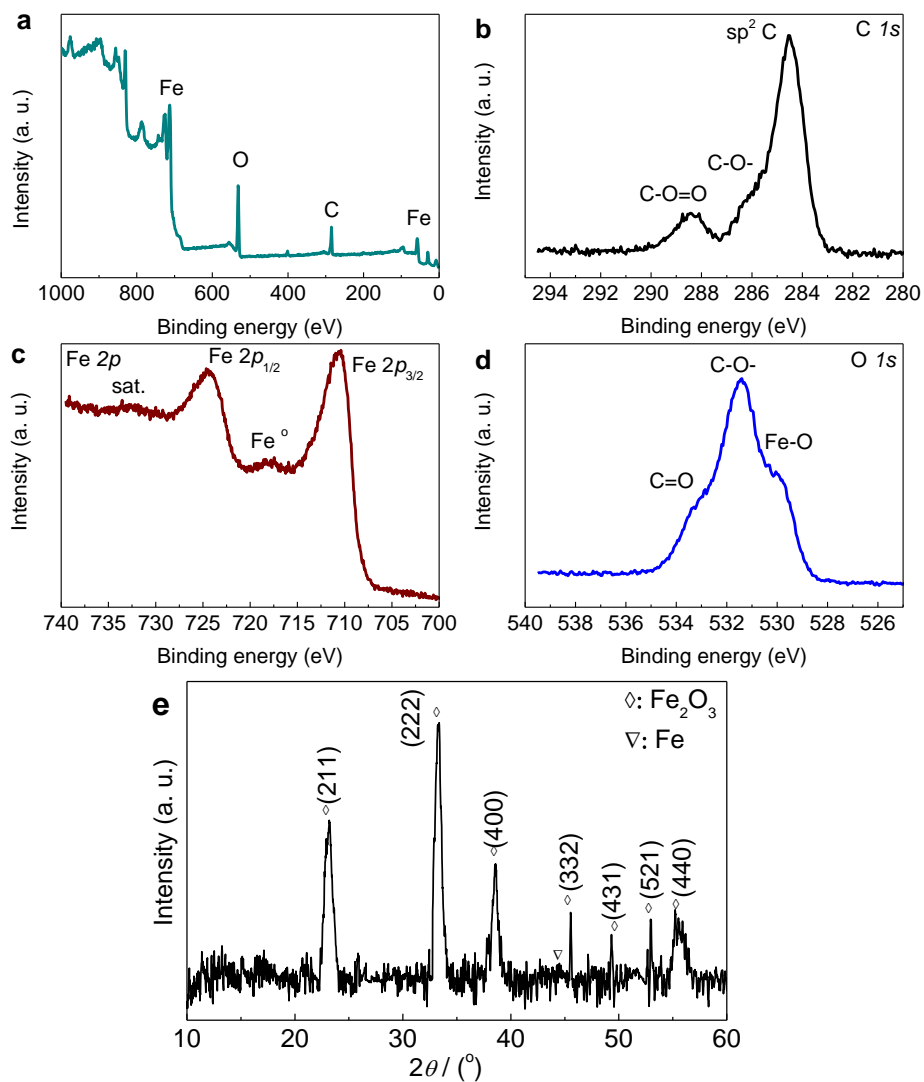 a
Fe
O
C
Fe
Intensity (a. u.)
1000 800 600 400 200 0
Binding energy (eV)
b
C 1s
sp² C
C-O-
C-O=O
Intensity (a. u.)
294 292 290 288 286 284 282 280
Binding energy (eV)
c
Fe 2p
sat.
Fe 2p₁/₂
Fe ᵒ
Fe 2p₃/₂
Intensity (a. u.)
740 735 730 725 720 715 710 705 700
Binding energy (eV)
d
O 1s
C-O-
Fe-O
C=O
Intensity (a. u.)
540 538 536 534 532 530 528 526
Binding energy (eV)
e
◊: Fe₂O₃
∇: Fe
◊(211)
(222)◊
◊(400)
◊(332)
◊(431)
◊(521)
◊(440)
∇
Intensity (a. u.)
10 20 30 40 50 60
2θ / (°)